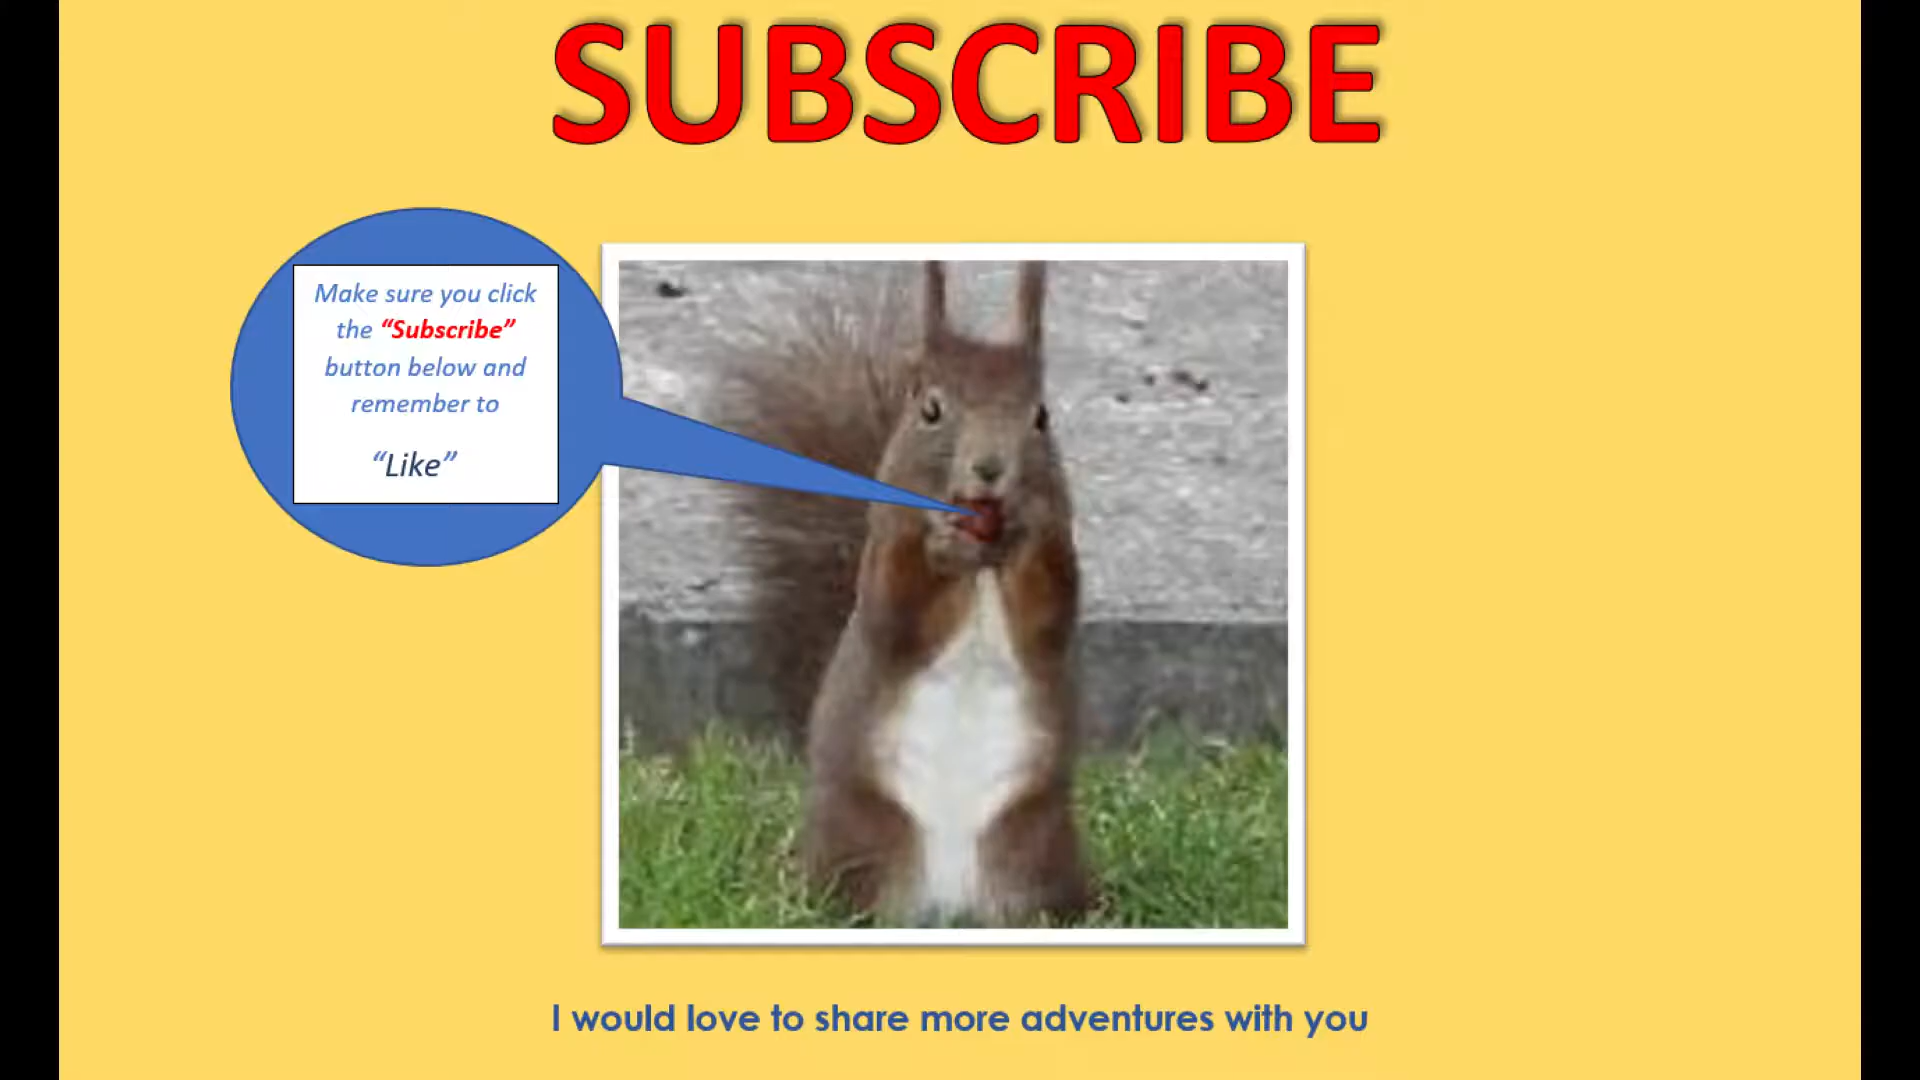 SUBSCRIBE
Make sure you click
the “Subscribe”
button below and
remember to
“Like”
I would love to share more adventures with you